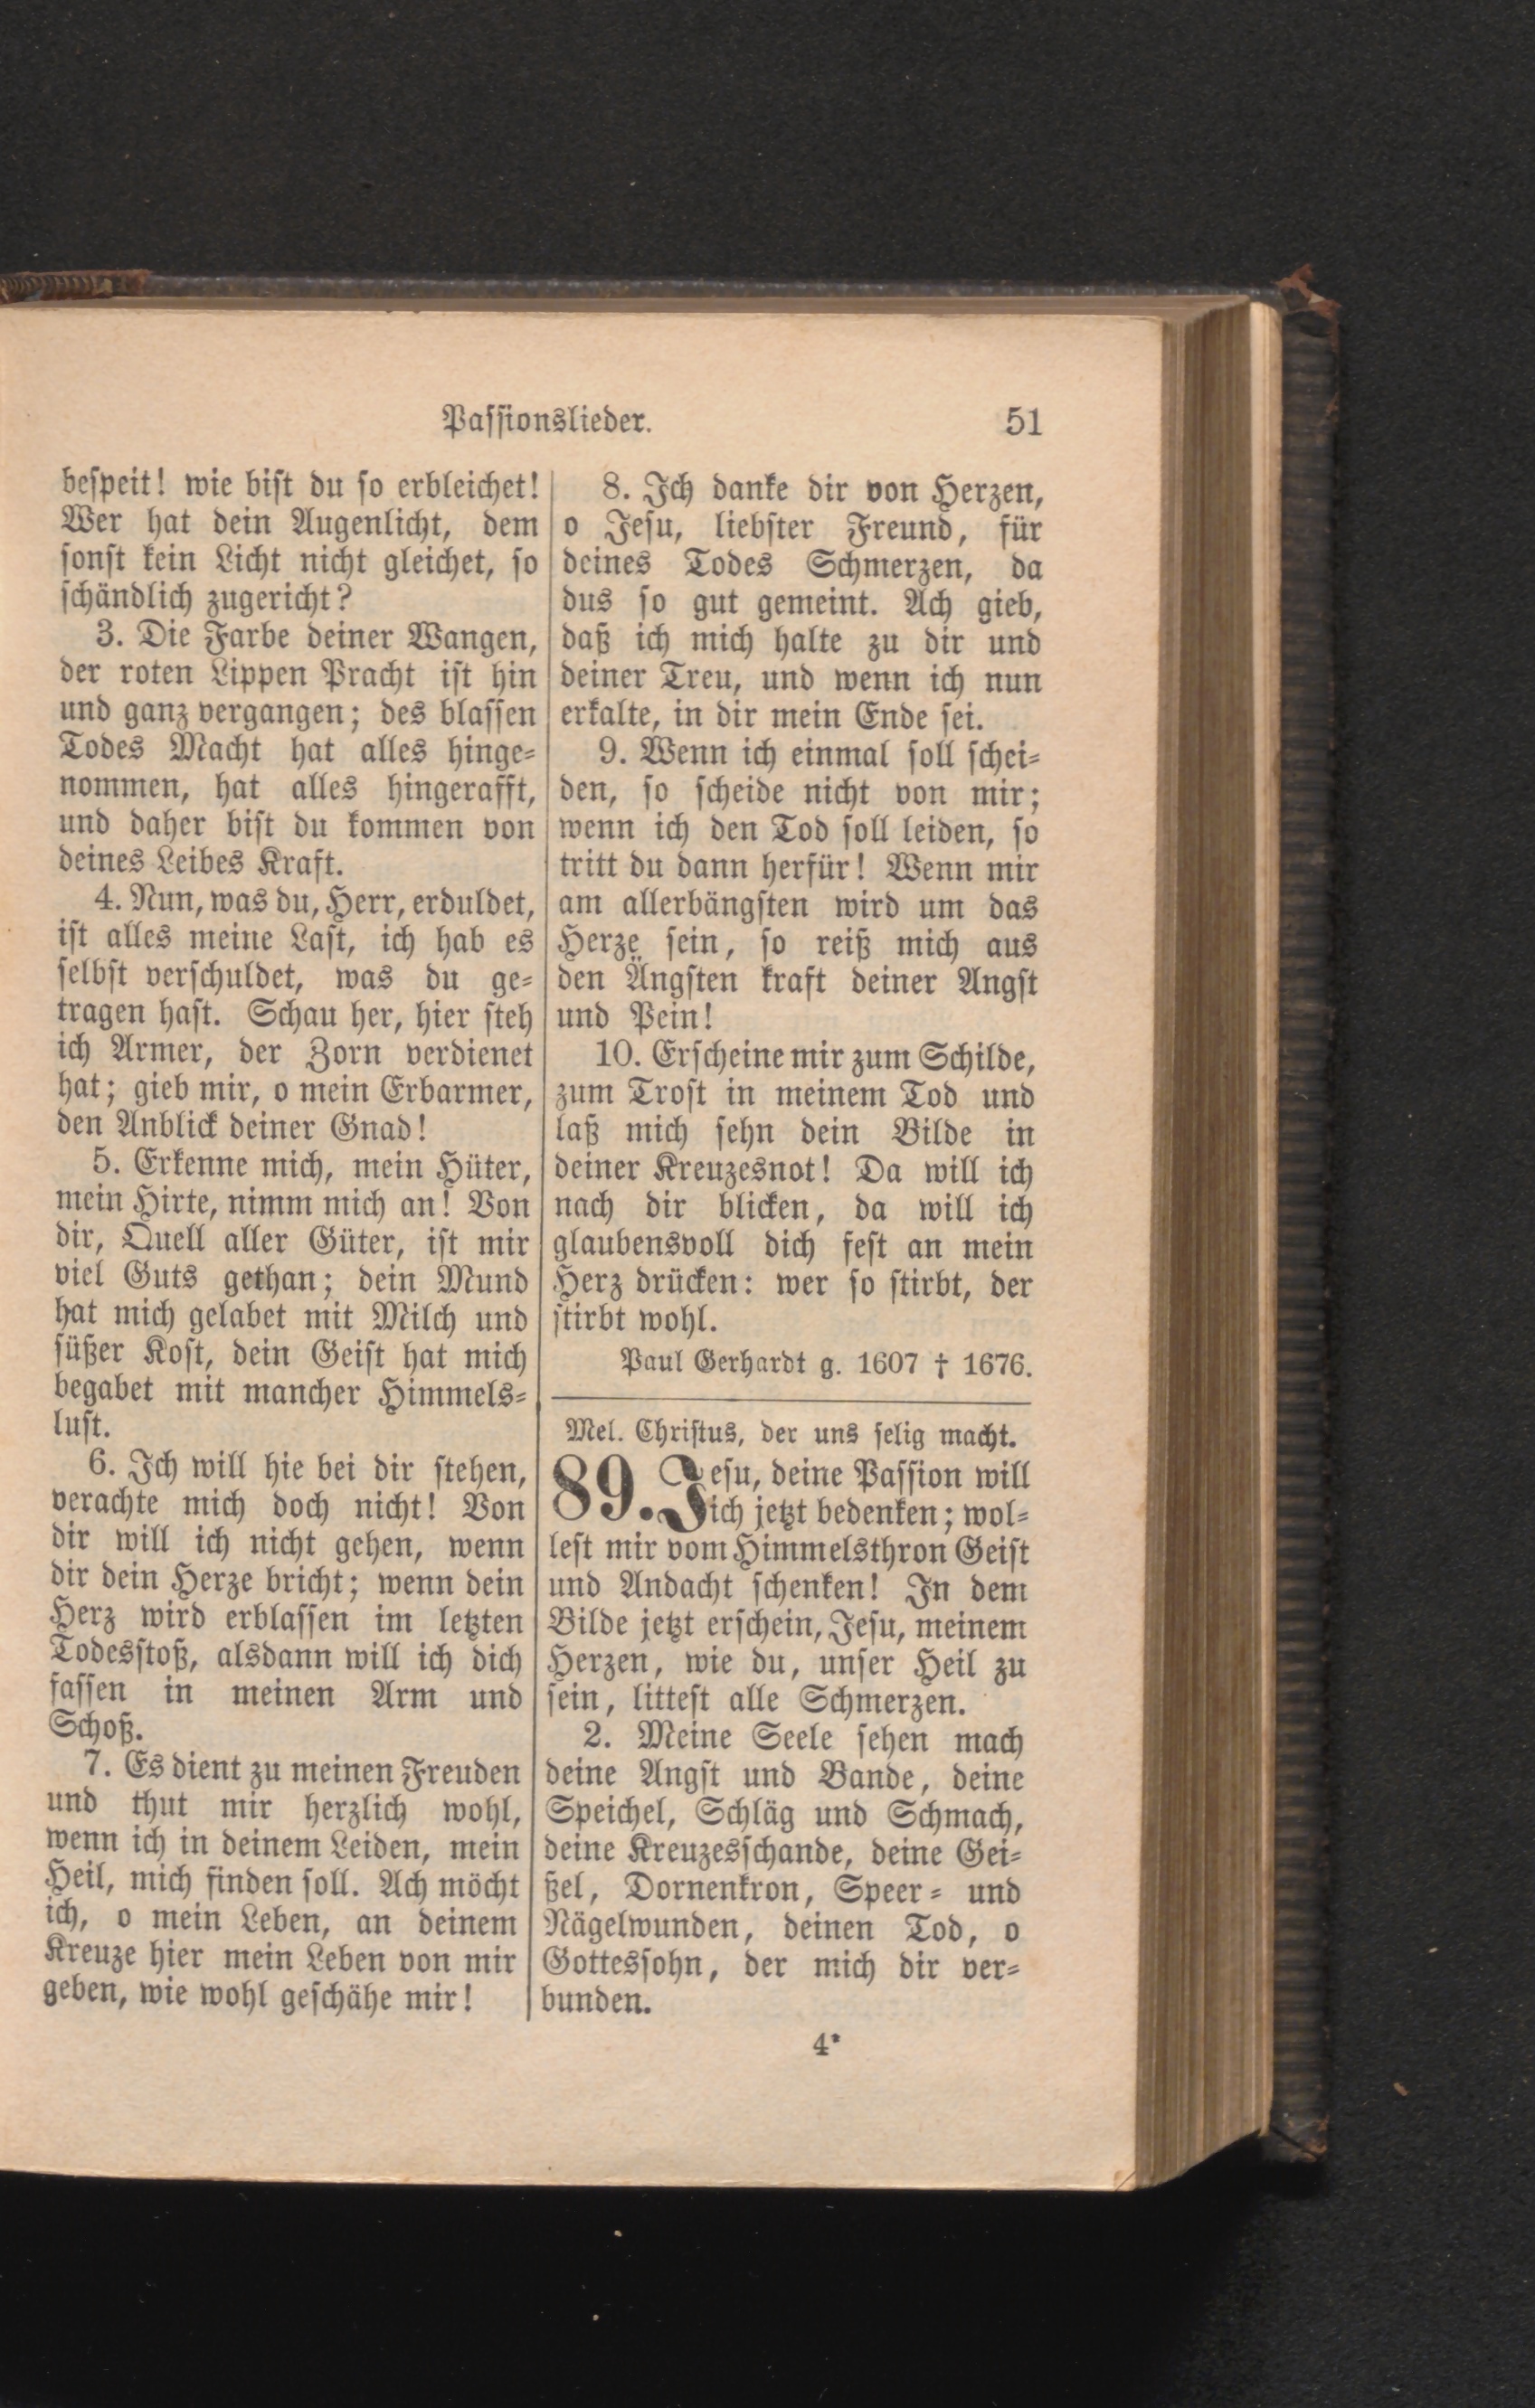 Passionslieder. 51
bespeit! wie bist du so erbleichet!
Wer hat dein Augenlicht, dem
sonst kein Licht nicht gleichet, so
schändlich zugericht?
3. Die Farbe deiner Wangen,
der roten Lippen Pracht ist hin
und ganz vergangen; des blassen
Todes Macht hat alles hinge-
nommen, hat alles hingerafft,
und daher bist du kommen von
deines Leibes Kraft.
4. Nun, was du, Herr, erduldet,
ist alles meine Last, ich hab es
selbst verschuldet, was du ge-
tragen hast. Schau her, hier steh
ich Armer, der Zorn verdienet
hat; gieb mir, o mein Erbarmer,
den Anblick deiner Gnad!
5. Erkenne mich, mein Hüter,
mein Hirte, nimm mich an! Von
dir, Quell aller Güter, ist mir
viel Guts gethan; dein Mund
hat mich gelabet mit Milch und
süßer Kost, dein Geist hat mich
begabet mit mancher Himmels-
lust.
6. Ich will hie bei dir stehen,
verachte mich doch nicht! Von
dir will ich nicht gehen, wenn
dir dein Herze bricht; wenn dein
Herz wird erblassen im letzten
Todesstoß, alsdann will ich dich
fassen in meinen Arm und
Schoß.
7. Es dient zu meinen Freuden
und thut mir herzlich wohl,
wenn ich in deinem Leiden, mein
Heil, mich finden soll. Ach möcht
ich, o mein Leben, an deinem
Kreuze hier mein Leben von mir
geben, wie wohl geschähe mir!
8. Ich danke dir von Herzen,
o Jesu, liebster Freund, für
deines Todes Schmerzen, da
dus so gut gemeint. Ach gieb,
daß ich mich halte zu dir und
deiner Treu, und wenn ich nun
erkalte, in dir mein Ende sei.
9. Wenn ich einmal soll schei-
den, so scheide nicht von mir;
wenn ich den Tod soll leiden, so
tritt du dann herfür! Wenn mir
am allerbängsten wird um das
Herze sein, so reiß mich aus
den Ängsten kraft deiner Angst
und Pein!
10. Erscheine mir zum Schilde,
zum Trost in meinem Tod und
laß mich sehn dein Bilde in
deiner Kreuzesnot! Da will ich
nach dir blicken, da will ich
glaubensvoll dich fest an mein
Herz drücken: wer so stirbt, der
stirbt wohl.
Paul Gerhardt g. 1607 † 1676.
Mel. Christus, der uns selig macht.
89. Jesu, deine Passion will
ich jetzt bedenken; wol-
lest mir vom Himmelsthron Geist
und Andacht schenken! In dem
Bilde jetzt erschein, Jesu, meinem
Herzen, wie du, unser Heil zu
sein, littest alle Schmerzen.
2. Meine Seele sehen mach
deine Angst und Bande, deine
Speichel, Schläg und Schmach,
deine Kreuzesschande, deine Gei-
ßel, Dornenkron, Speer- und
Nägelwunden, deinen Tod, o
Gottessohn, der mich dir ver-
bunden.
4*